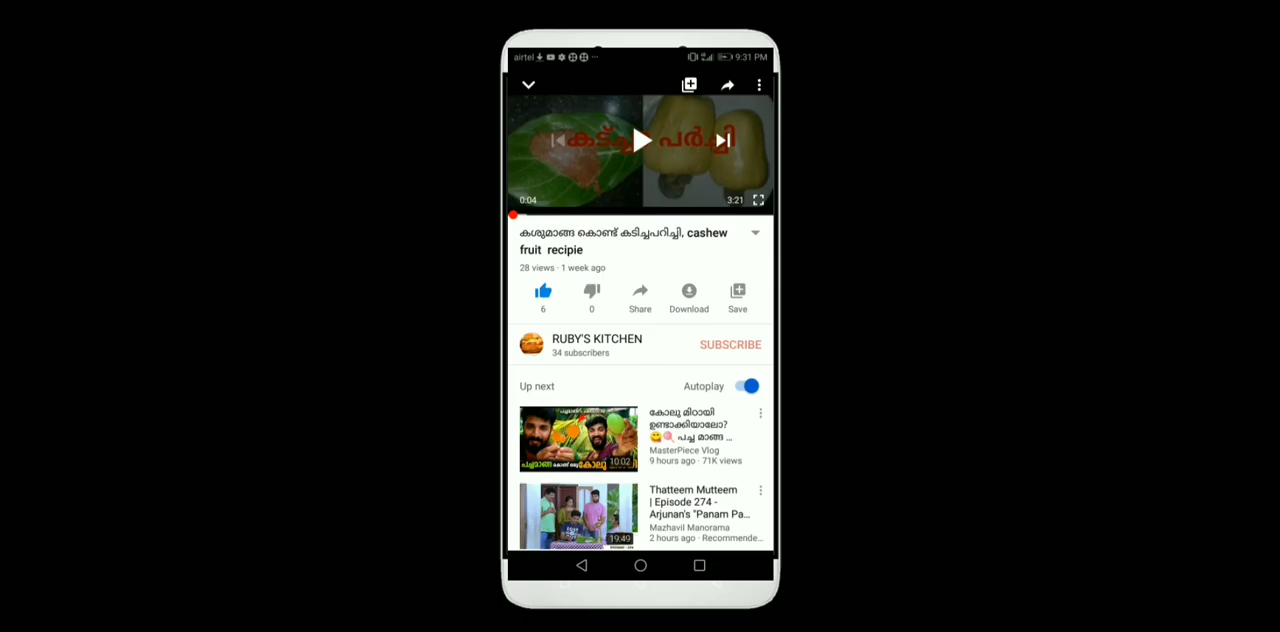 airtel 9:31 PM
0:04 3:21
കശുമാങ്ങ കൊണ്ട് കടിച്ചപറിച്ചി, cashew
fruit recipie
28 views · 1 week ago
6 0 Share Download Save
RUBY'S KITCHEN
34 subscribers
SUBSCRIBE
Up next Autoplay
കോലു മിഠായി
ഉണ്ടാക്കിയാലോ?
😋🍭 പച്ച മാങ്ങ ...
MasterPiece Vlog
9 hours ago · 71K views
പച്ചമാങ്ങ കൊണ്ട് ഒരു കോലു
10:02
Thatteem Mutteem
| Episode 274 -
Arjunan's "Panam Pa...
Mazhavil Manorama
2 hours ago · Recommende...
19:49